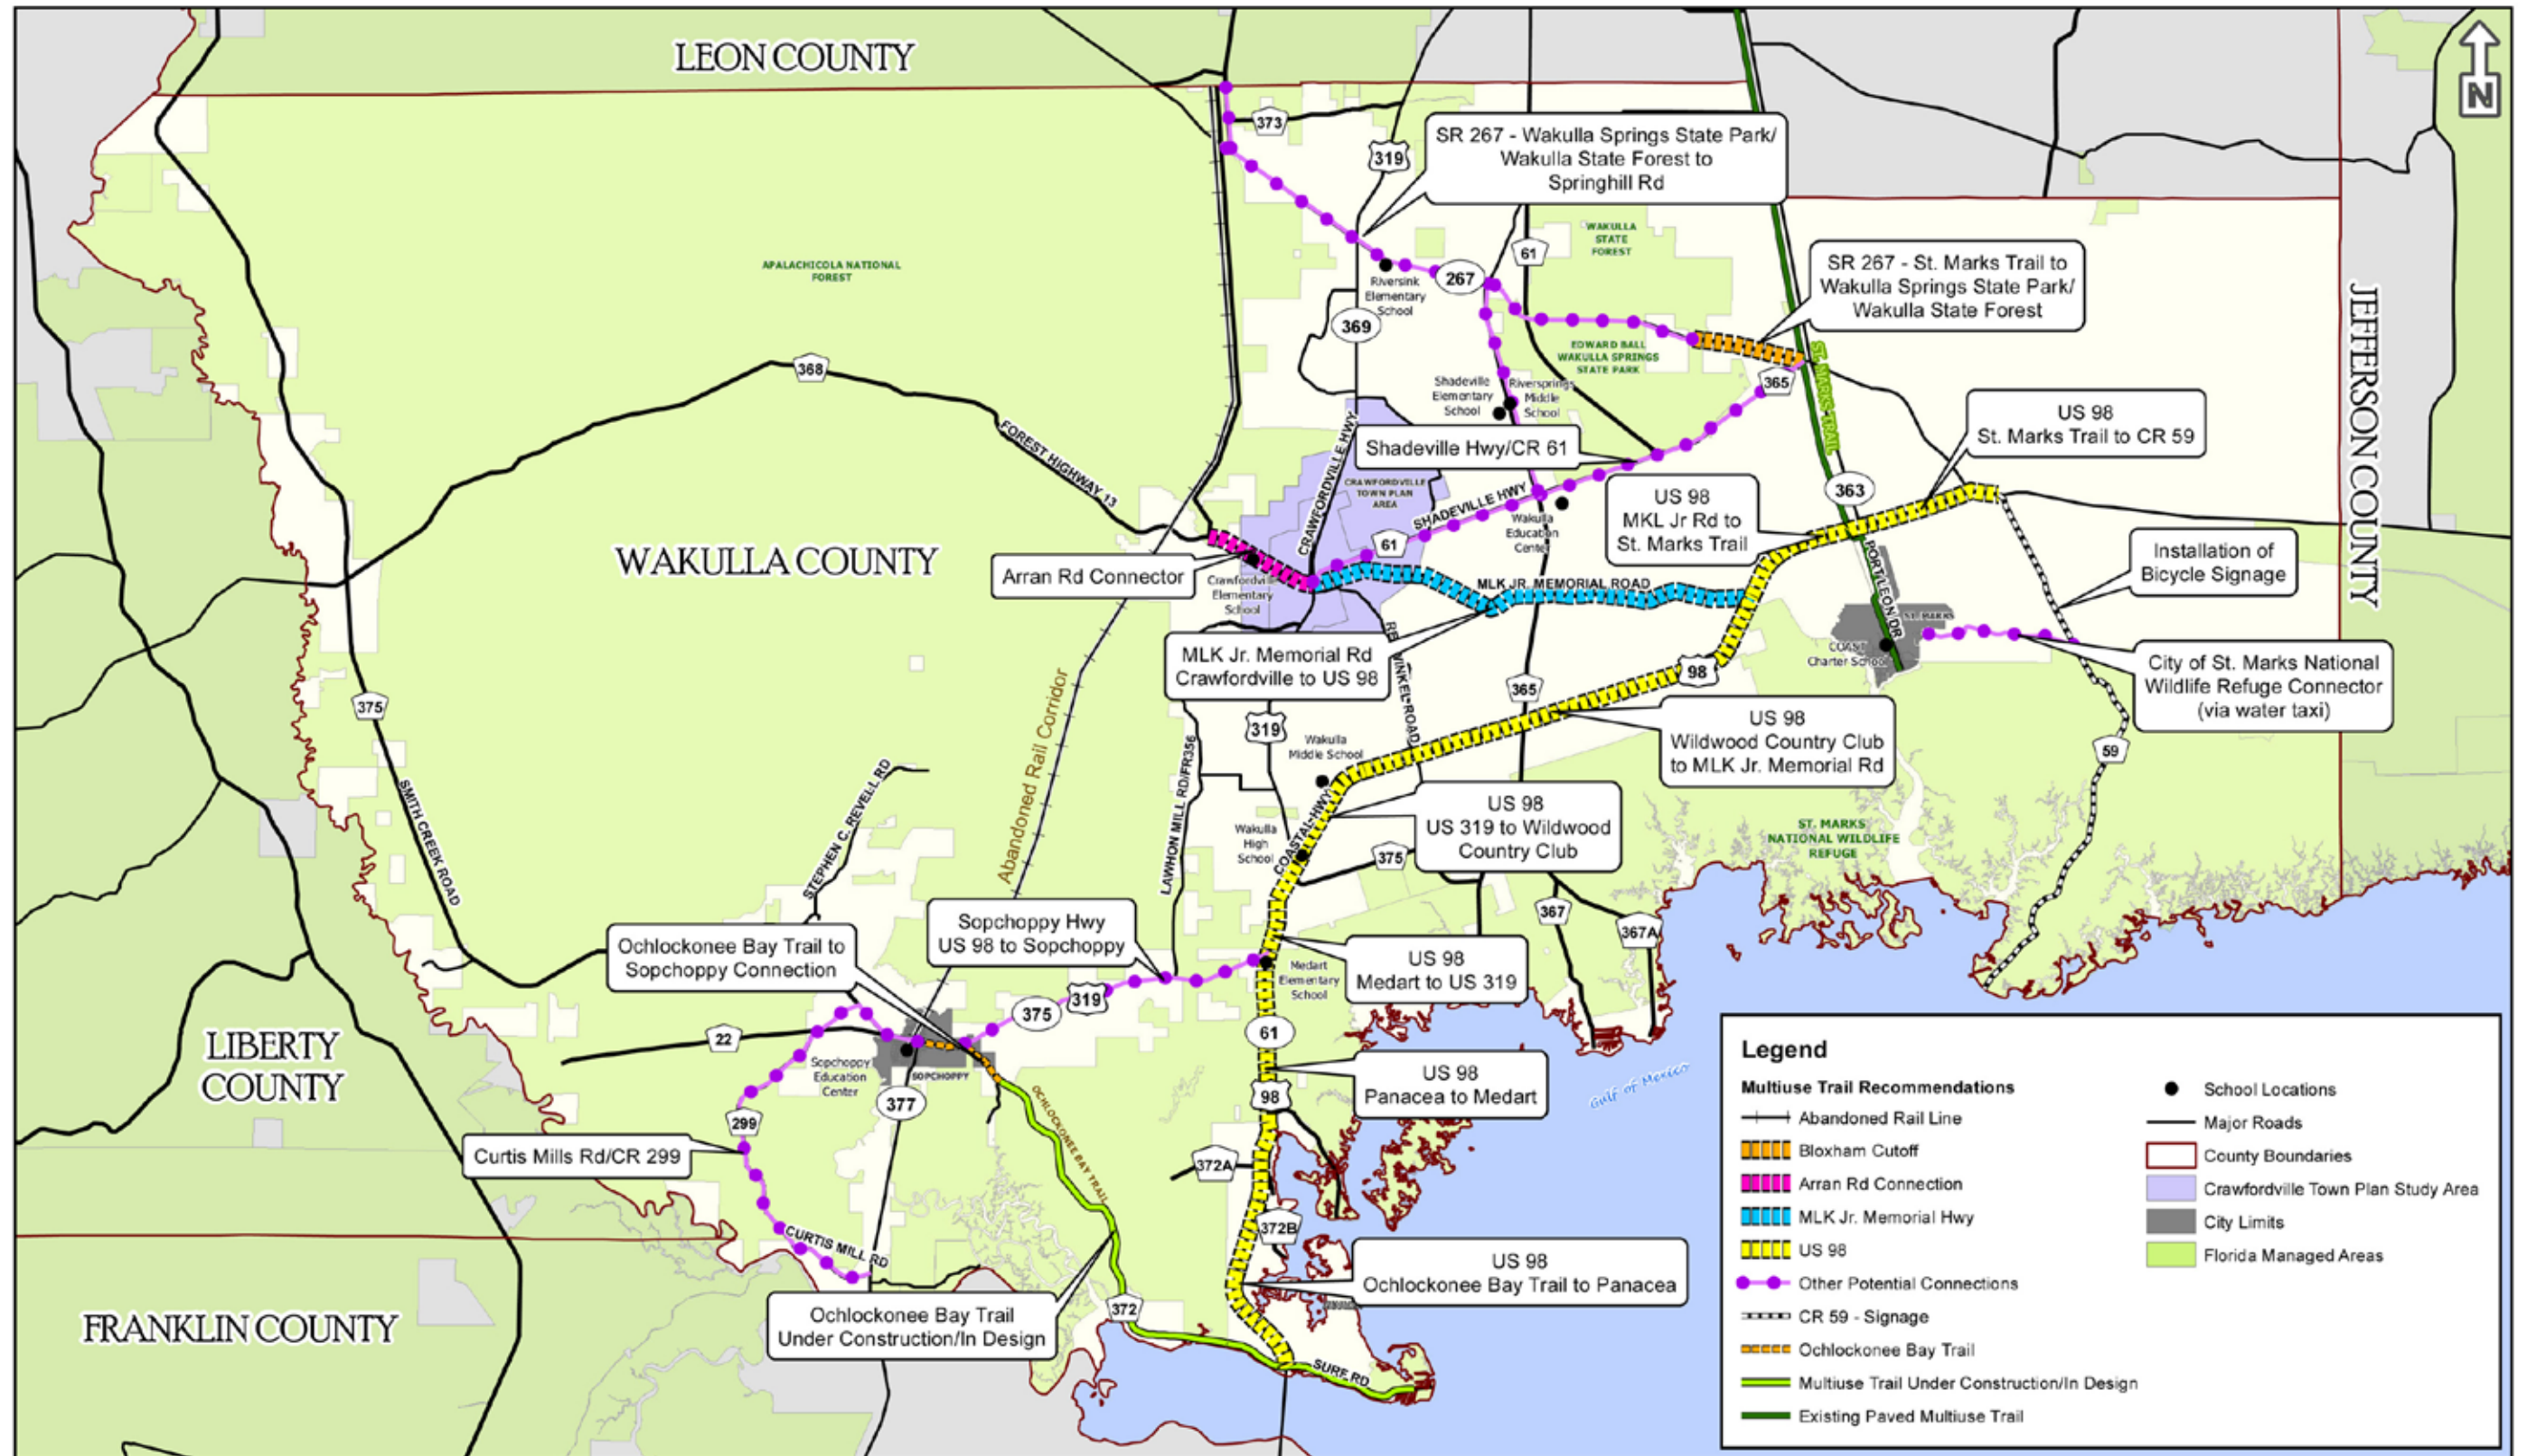 LEON COUNTY
N
373
319
SR 267 - Wakulla Springs State Park/
Wakulla State Forest to
Springhill Rd
WAKULLA
STATE
FOREST
61
APALACHICOLA NATIONAL
FOREST
267
Riversink
Elementary
School
SR 267 - St. Marks Trail to
Wakulla Springs State Park/
Wakulla State Forest
JEFFERSON COUNTY
369
EDWARD BALL
WAKULLA SPRINGS
STATE PARK
368
365
ST. MARKS TRAIL
Shadeville
Elementary
School
Riversprings
Middle
School
US 98
St. Marks Trail to CR 59
FOREST HIGHWAY 13
CRAWFORDVILLE HWY
Shadeville Hwy/CR 61
CRAWFORDVILLE
TOWN PLAN
AREA
SHADEVILLE HWY
363
US 98
MKL Jr Rd to
St. Marks Trail
Wakulla
Education
Center
61
WAKULLA COUNTY
Arran Rd Connector
Crawfordville
Elementary
School
MLK JR. MEMORIAL ROAD
PORT LEON DR
Installation of
Bicycle Signage
ST. MARKS
COAST
Charter School
MLK Jr. Memorial Rd
Crawfordville to US 98
98
City of St. Marks National
Wildlife Refuge Connector
(via water taxi)
365
375
319
US 98
Wildwood Country Club
to MLK Jr. Memorial Rd
59
Wakulla
Middle School
Abandoned Rail Corridor
LAWHON MILL RD/FR356
STEPHEN C. REVELL RD
SMITH CREEK ROAD
COASTAL HWY
US 98
US 319 to Wildwood
Country Club
Wakulla
High
School
375
ST. MARKS
NATIONAL WILDLIFE
REFUGE
367
367A
Sopchoppy Hwy
US 98 to Sopchoppy
Ochlockonee Bay Trail to
Sopchoppy Connection
US 98
Medart to US 319
Medart
Elementary
School
319
375
22
61
LIBERTY
COUNTY
Sopchoppy
Education
Center
SOPCHOPPY
US 98
Panacea to Medart
Gulf of Mexico
98
377
299
OCHLOCKONEE BAY TRAIL
Curtis Mills Rd/CR 299
372A
372B
CURTIS MILL RD
US 98
Ochlockonee Bay Trail to Panacea
372
Ochlockonee Bay Trail
Under Construction/In Design
FRANKLIN COUNTY
SURF RD
Legend
Multiuse Trail Recommendations
Abandoned Rail Line
Bloxham Cutoff
Arran Rd Connection
MLK Jr. Memorial Hwy
US 98
Other Potential Connections
CR 59 - Signage
Ochlockonee Bay Trail
Multiuse Trail Under Construction/In Design
Existing Paved Multiuse Trail
School Locations
Major Roads
County Boundaries
Crawfordville Town Plan Study Area
City Limits
Florida Managed Areas